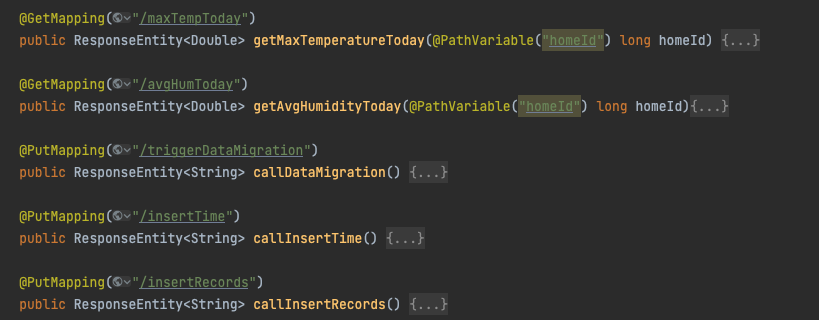 @GetMapping("/maxTempToday")
public ResponseEntity<Double> getMaxTemperatureToday(@PathVariable("homeId") long homeId) {...}
@GetMapping("/avgHumToday")
public ResponseEntity<Double> getAvgHumidityToday(@PathVariable("homeId") long homeId){...}
@PutMapping("/triggerDataMigration")
public ResponseEntity<String> callDataMigration() {...}
@PutMapping("/insertTime")
public ResponseEntity<String> callInsertTime() {...}
@PutMapping("/insertRecords")
public ResponseEntity<String> callInsertRecords() {...}